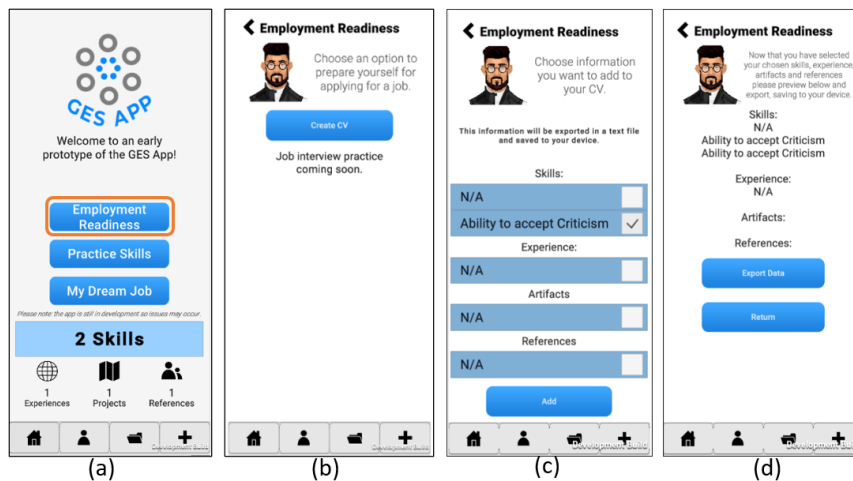 GES APP
Welcome to an early
prototype of the GES App!
Employment
Readiness
Practice Skills
My Dream Job
Please note: the app is still in development so issues may occur.
2 Skills
1
Experiences
1
Projects
1
References
Development Build
(a)
Employment Readiness
Choose an option to
prepare yourself for
applying for a job.
Create CV
Job interview practice
coming soon.
Development Build
(b)
Employment Readiness
Choose information
you want to add to
your CV.
This information will be exported in a text file
and saved to your device.
Skills:
N/A
Ability to accept Criticism
Experience:
N/A
Artifacts
N/A
References
N/A
Add
Development Build
(c)
Employment Readiness
Now that you have selected
your chosen skills, experience,
artifacts and references
please preview below and
export, saving to your device.
Skills:
N/A
Ability to accept Criticism
Ability to accept Criticism
Experience:
N/A
Artifacts:
References:
Export Data
Return
Development Bui
(d)